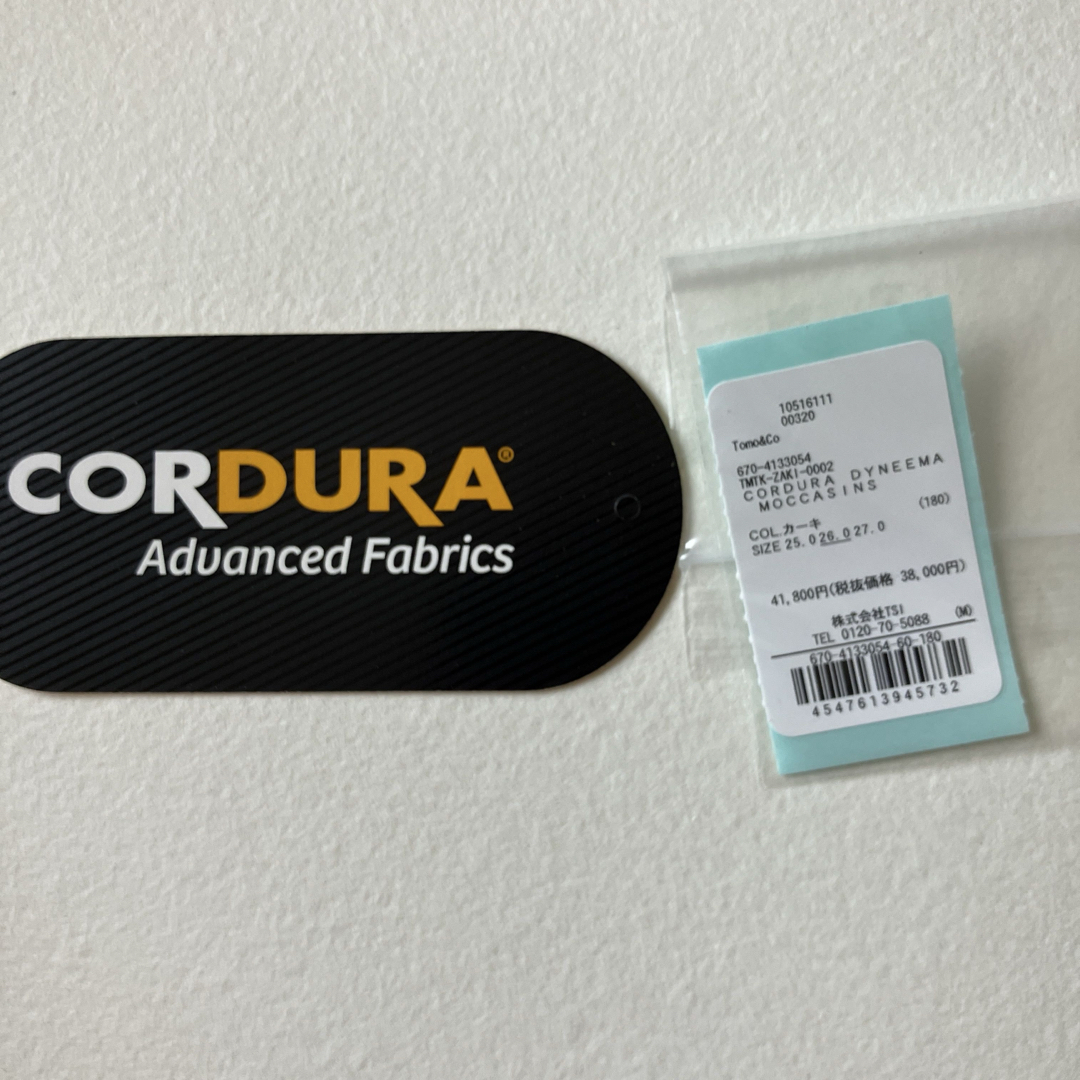 CORDURA®
Advanced Fabrics
10516111
00320
Tomo&Co
670-4133054
TMTK-ZAKI-0002
CORDURA DYNEEMA
MOCCASINS
(180)
COL.カーキ
SIZE 25.0 26.0 27.0
41,800円(税抜価格 38,000円)
株式会社TSI
TEL 0120-70-5088 (M)
670-4133054-60-180
4547613945732